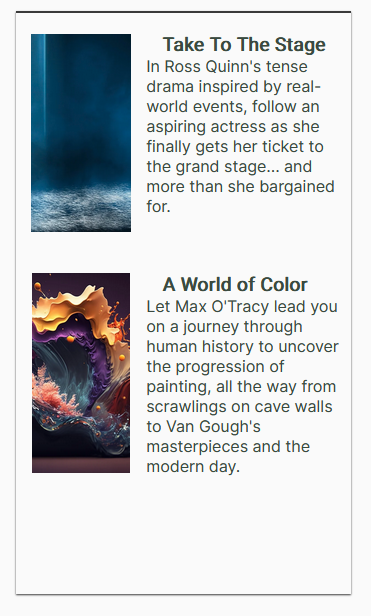 Take To The Stage
In Ross Quinn's tense
drama inspired by real-
world events, follow an
aspiring actress as she
finally gets her ticket to
the grand stage... and
more than she bargained
for.
A World of Color
Let Max O'Tracy lead you
on a journey through
human history to uncover
the progression of
painting, all the way from
scrawlings on cave walls
to Van Gough's
masterpieces and the
modern day.